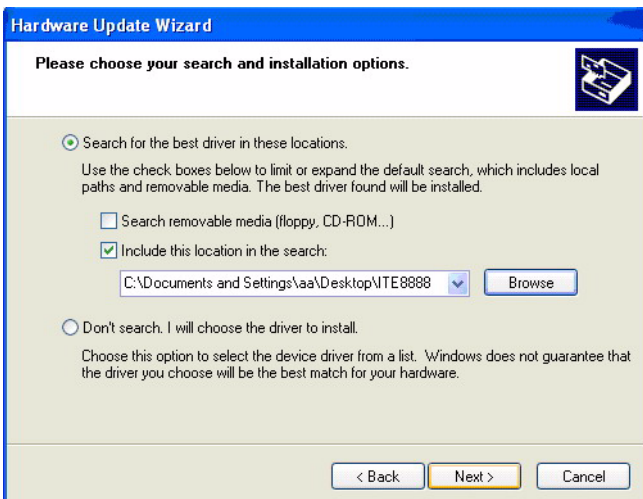 Hardware Update Wizard
Please choose your search and installation options.
Search for the best driver in these locations.
Use the check boxes below to limit or expand the default search, which includes local
paths and removable media. The best driver found will be installed.
Search removable media (floppy, CD-ROM...)
Include this location in the search:
C:\Documents and Settings\aa\Desktop\ITE8888 Browse
Don't search. I will choose the driver to install.
Choose this option to select the device driver from a list. Windows does not guarantee that
the driver you choose will be the best match for your hardware.
< Back Next > Cancel